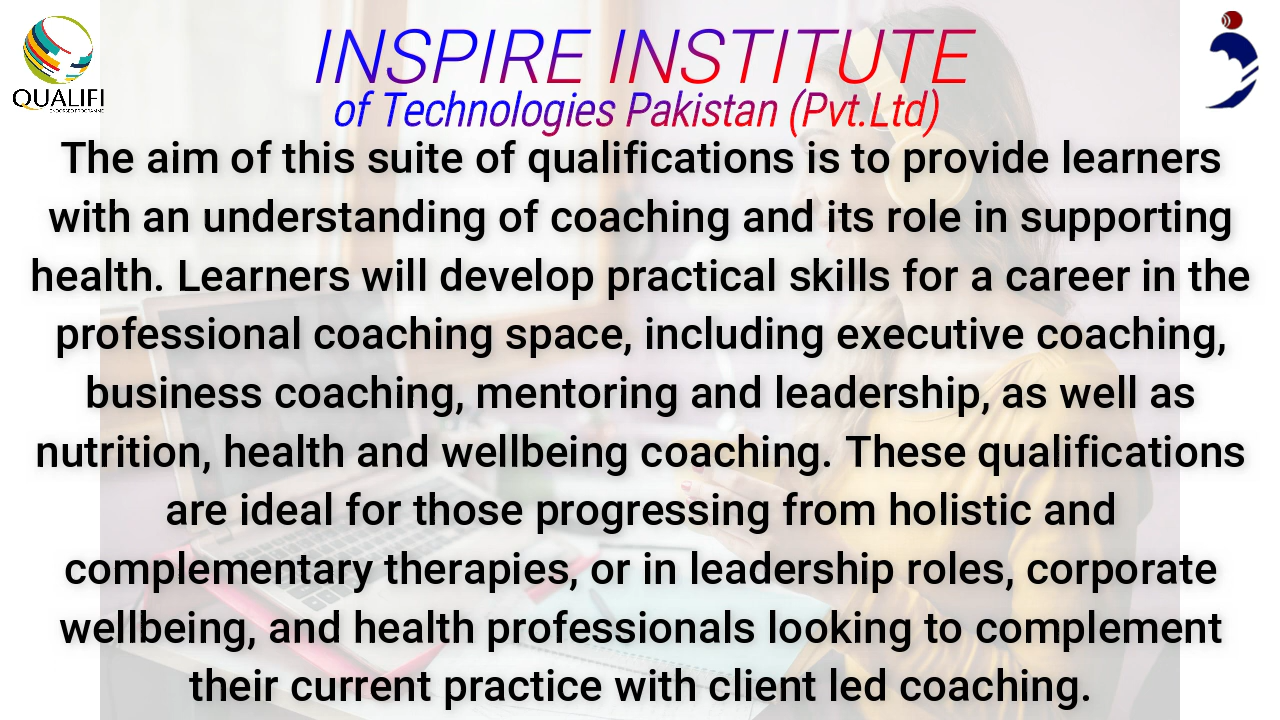 QUALIFI
ENDORSED PROGRAMME
INSPIRE INSTITUTE
of Technologies Pakistan (Pvt.Ltd)
The aim of this suite of qualifications is to provide learners
with an understanding of coaching and its role in supporting
health. Learners will develop practical skills for a career in the
professional coaching space, including executive coaching,
business coaching, mentoring and leadership, as well as
nutrition, health and wellbeing coaching. These qualifications
are ideal for those progressing from holistic and
complementary therapies, or in leadership roles, corporate
wellbeing, and health professionals looking to complement
their current practice with client led coaching.